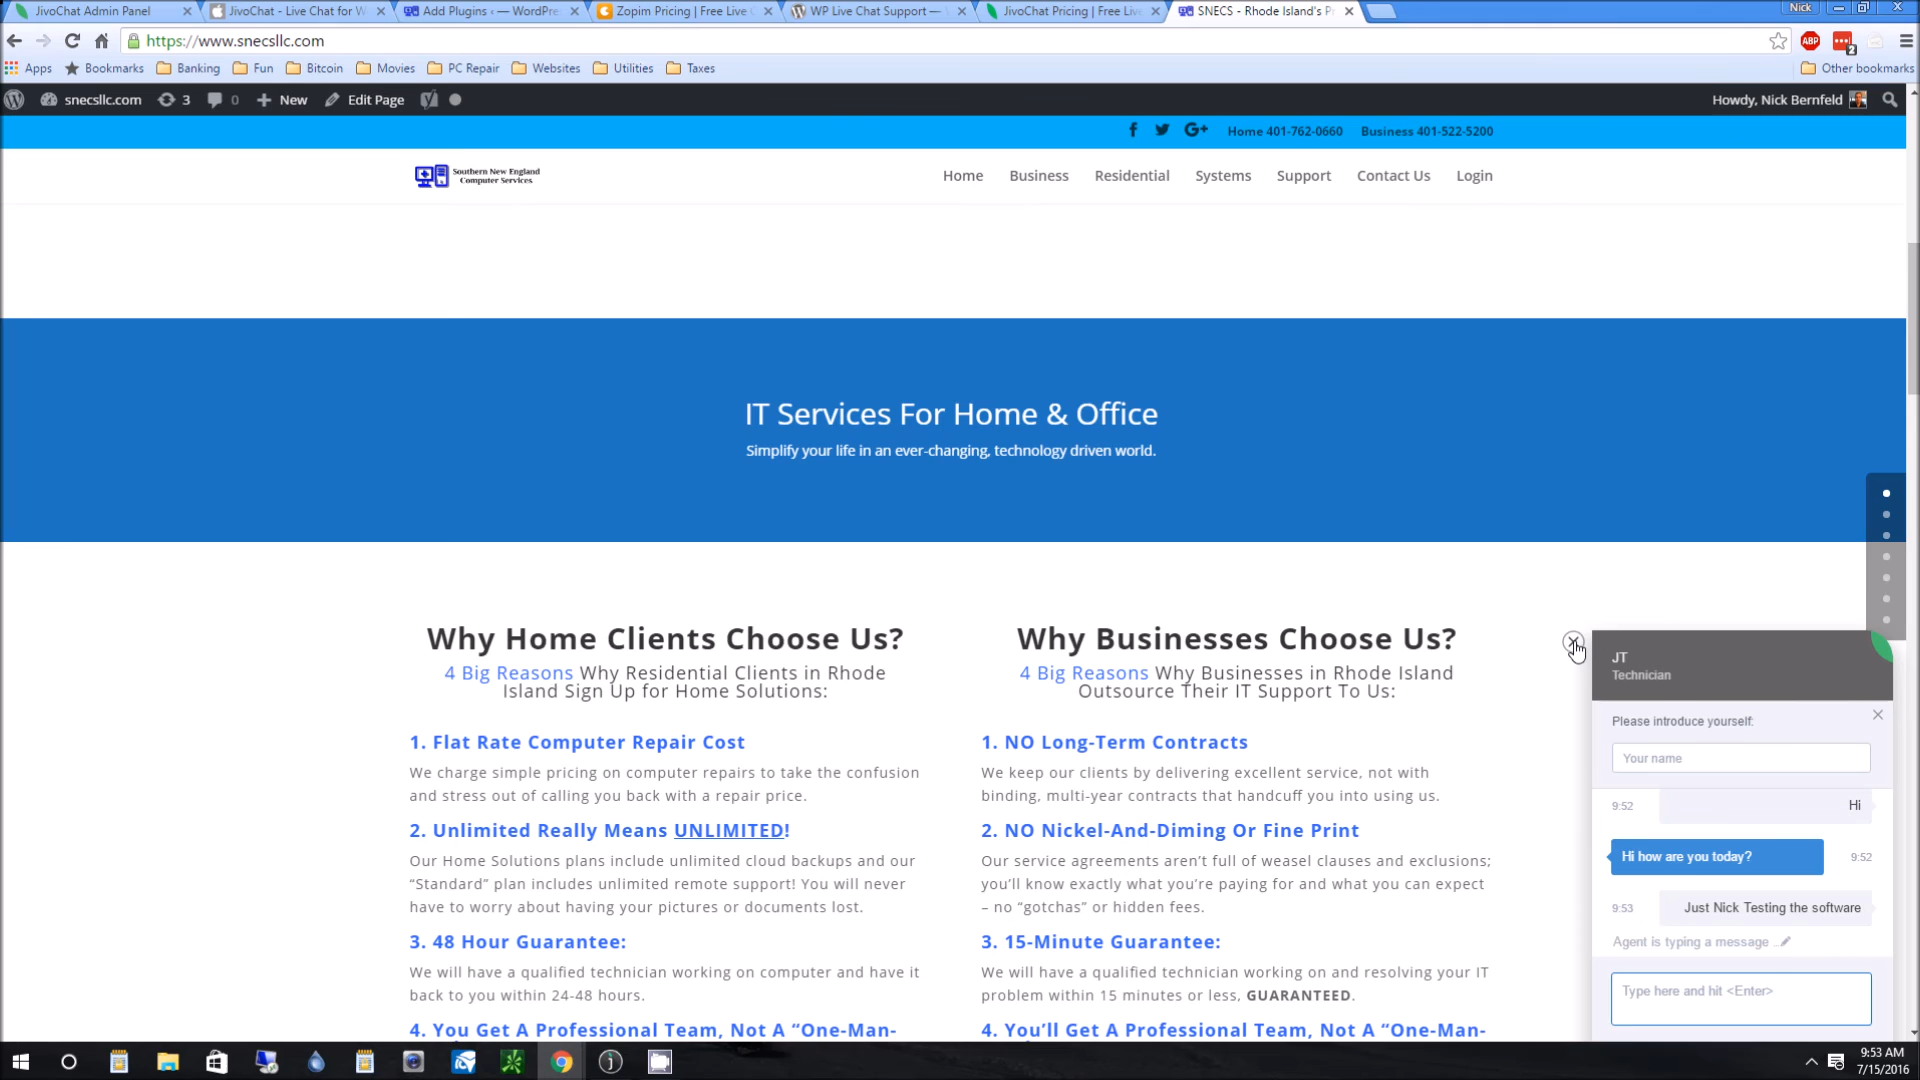 JivoChat Admin Panel
JivoChat - Live Chat for W
Add Plugins ‹ — WordPre
Zopim Pricing | Free Live
WP Live Chat Support —
JivoChat Pricing | Free Liv
SNECS - Rhode Island's P
Nick
https://www.snecsllc.com
ABP
2
Apps
Bookmarks
Banking
Fun
Bitcoin
Movies
PC Repair
Websites
Utilities
Taxes
Other bookmarks
snecsllc.com
3
0
New
Edit Page
Howdy, Nick Bernfeld
Home 401-762-0660
Business 401-522-5200
Southern New England
Computer Services
Home
Business
Residential
Systems
Support
Contact Us
Login
IT Services For Home & Office
Simplify your life in an ever-changing, technology driven world.
Why Home Clients Choose Us?
4 Big Reasons Why Residential Clients in Rhode
Island Sign Up for Home Solutions:
1. Flat Rate Computer Repair Cost
We charge simple pricing on computer repairs to take the confusion
and stress out of calling you back with a repair price.
2. Unlimited Really Means UNLIMITED!
Our Home Solutions plans include unlimited cloud backups and our
“Standard” plan includes unlimited remote support! You will never
have to worry about having your pictures or documents lost.
3. 48 Hour Guarantee:
We will have a qualified technician working on computer and have it
back to you within 24-48 hours.
4. You Get A Professional Team, Not A “One-Man-
Why Businesses Choose Us?
4 Big Reasons Why Businesses in Rhode Island
Outsource Their IT Support To Us:
1. NO Long-Term Contracts
We keep our clients by delivering excellent service, not with
binding, multi-year contracts that handcuff you into using us.
2. NO Nickel-And-Diming Or Fine Print
Our service agreements aren’t full of weasel clauses and exclusions;
you’ll know exactly what you’re paying for and what you can expect
– no “gotchas” or hidden fees.
3. 15-Minute Guarantee:
We will have a qualified technician working on and resolving your IT
problem within 15 minutes or less, GUARANTEED.
4. You’ll Get A Professional Team, Not A “One-Man-
JT
Technician
Please introduce yourself:
Your name
9:52
Hi
Hi how are you today?
9:52
9:53
Just Nick Testing the software
Agent is typing a message ...
Type here and hit <Enter>
9:53 AM
7/15/2016